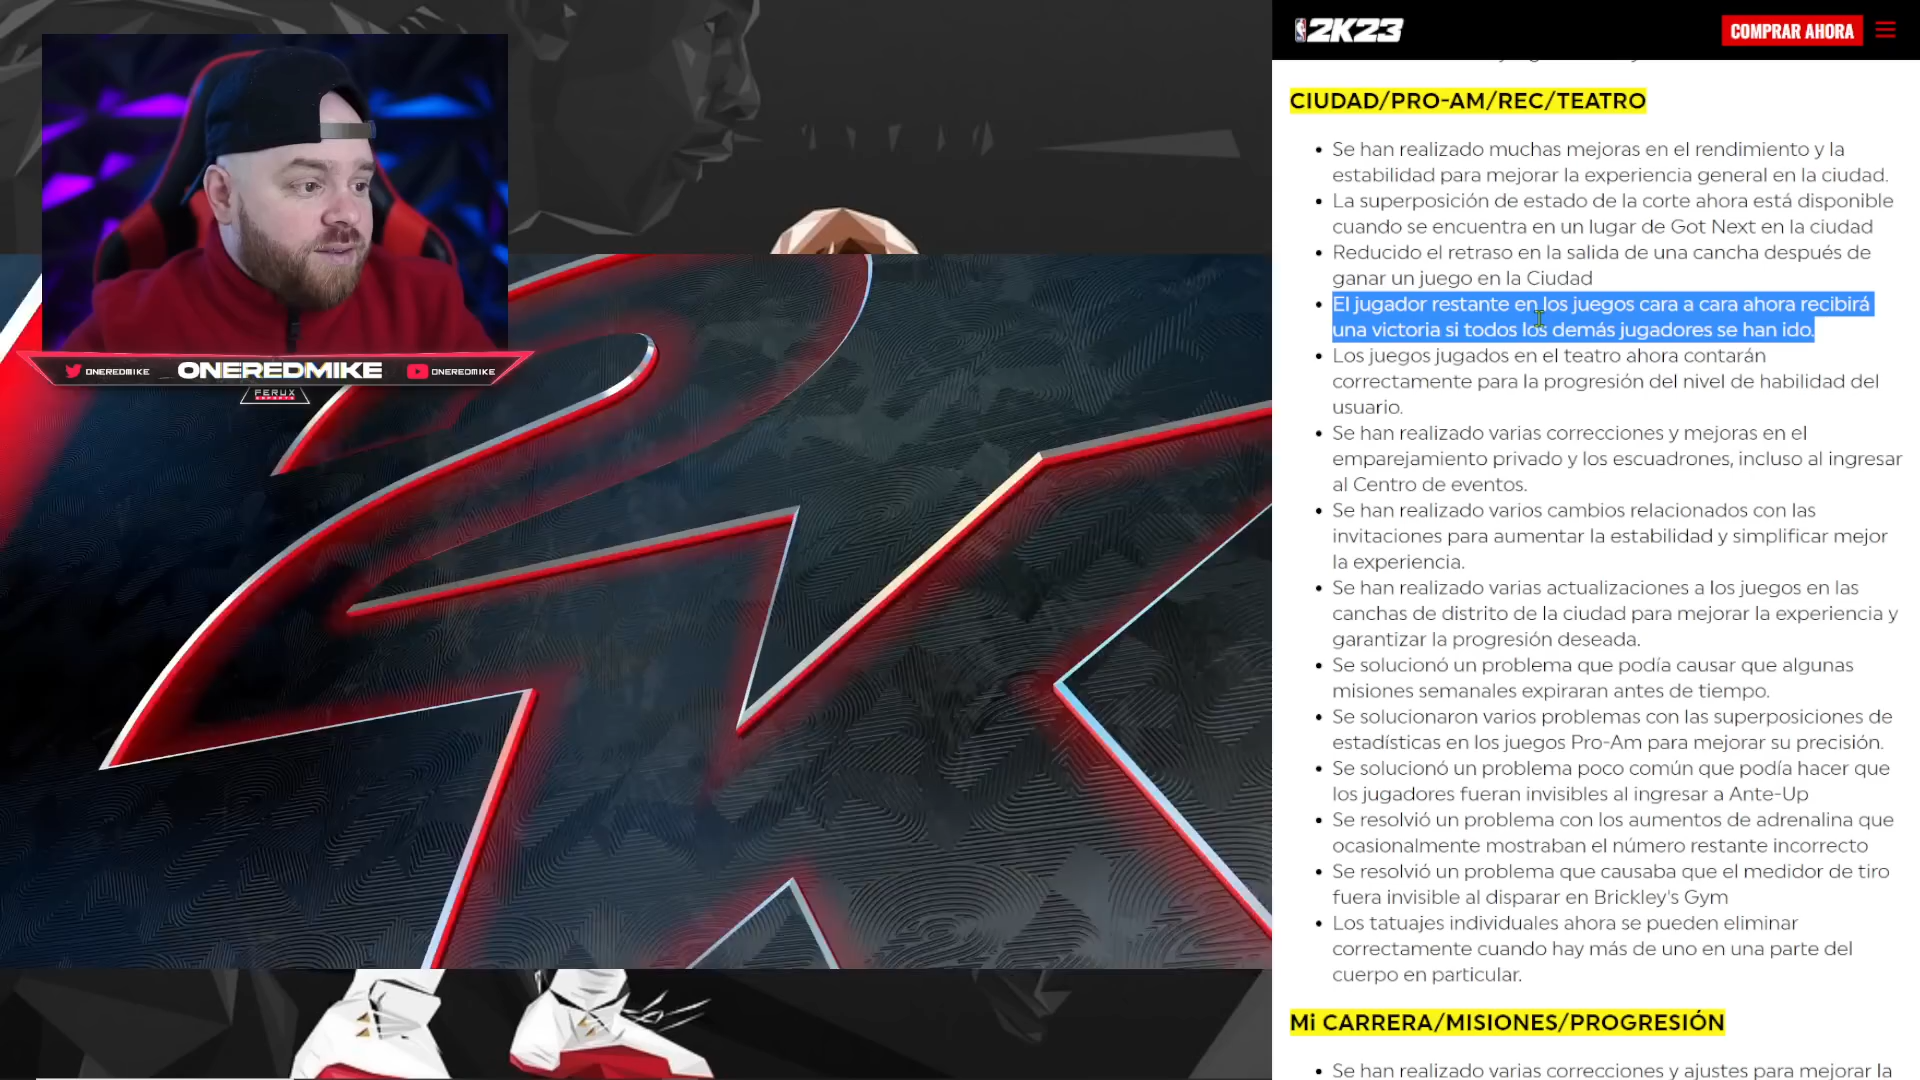 ONEREDMIKE
ONEREDMIKE
ONEREDMIKE
FERUX
2K23
COMPRAR AHORA
CIUDAD/PRO-AM/REC/TEATRO
• Se han realizado muchas mejoras en el rendimiento y la
estabilidad para mejorar la experiencia general en la ciudad.
• La superposición de estado de la corte ahora está disponible
cuando se encuentra en un lugar de Got Next en la ciudad
• Reducido el retraso en la salida de una cancha después de
ganar un juego en la Ciudad
• El jugador restante en los juegos cara a cara ahora recibirá
una victoria si todos los demás jugadores se han ido.
• Los juegos jugados en el teatro ahora contarán
correctamente para la progresión del nivel de habilidad del
usuario.
• Se han realizado varias correcciones y mejoras en el
emparejamiento privado y los escuadrones, incluso al ingresar
al Centro de eventos.
• Se han realizado varios cambios relacionados con las
invitaciones para aumentar la estabilidad y simplificar mejor
la experiencia.
• Se han realizado varias actualizaciones a los juegos en las
canchas de distrito de la ciudad para mejorar la experiencia y
garantizar la progresión deseada.
• Se solucionó un problema que podía causar que algunas
misiones semanales expiraran antes de tiempo.
• Se solucionaron varios problemas con las superposiciones de
estadísticas en los juegos Pro-Am para mejorar su precisión.
• Se solucionó un problema poco común que podía hacer que
los jugadores fueran invisibles al ingresar a Ante-Up
• Se resolvió un problema con los aumentos de adrenalina que
ocasionalmente mostraban el número restante incorrecto
• Se resolvió un problema que causaba que el medidor de tiro
fuera invisible al disparar en Brickley's Gym
• Los tatuajes individuales ahora se pueden eliminar
correctamente cuando hay más de uno en una parte del
cuerpo en particular.
Mi CARRERA/MISIONES/PROGRESIÓN
• Se han realizado varias correcciones y ajustes para mejorar la